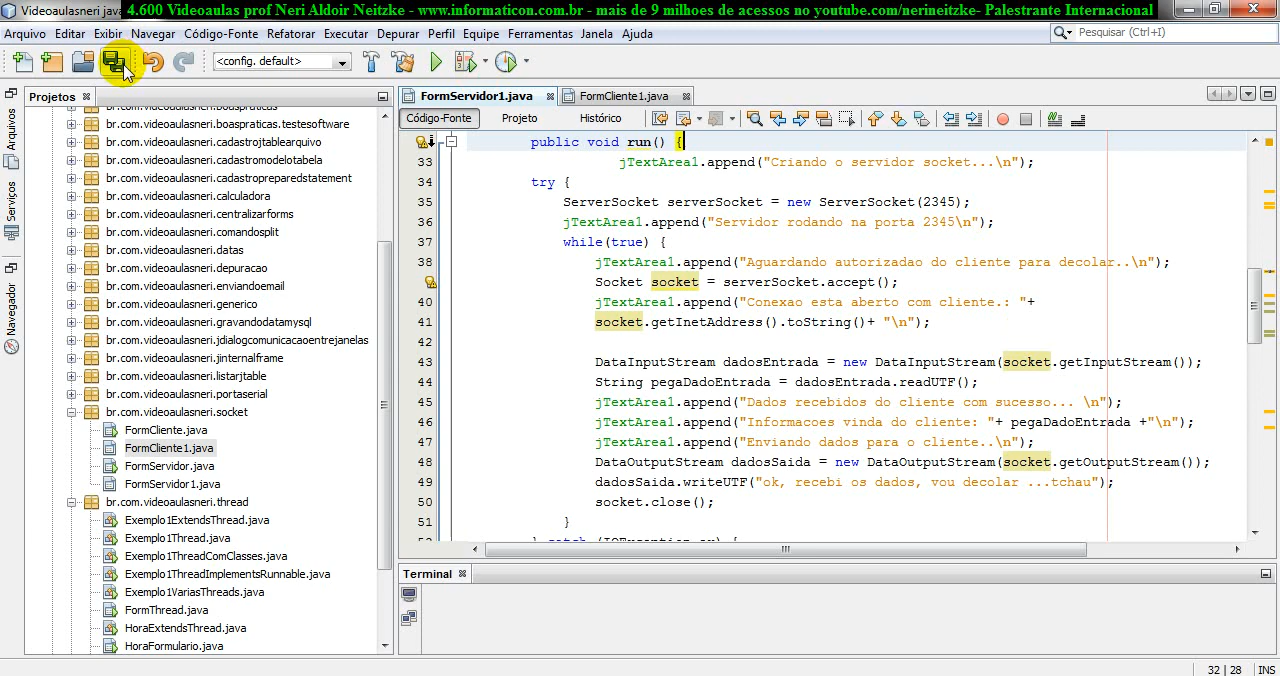 Videoaulasneri java
4.600 Videoaulas prof Neri Aldoir Neitzke - www.informaticon.com.br - mais de 9 milhoes de acessos no youtube.com/nerineitzke- Palestrante Internacional
Arquivo Editar Exibir Navegar Código-Fonte Refatorar Executar Depurar Perfil Equipe Ferramentas Janela Ajuda
Pesquisar (Ctrl+I)
<config. default>
Arquivos
Serviços
Navegador
Projetos
br.com.videoaulasneri.boaspraticas
br.com.videoaulasneri.boaspraticas.testesoftware
br.com.videoaulasneri.cadastrojtablearquivo
br.com.videoaulasneri.cadastromodelotabela
br.com.videoaulasneri.cadastropreparedstatement
br.com.videoaulasneri.calculadora
br.com.videoaulasneri.centralizarforms
br.com.videoaulasneri.comandosplit
br.com.videoaulasneri.datas
br.com.videoaulasneri.depuracao
br.com.videoaulasneri.enviandoemail
br.com.videoaulasneri.generico
br.com.videoaulasneri.gravandodatamysql
br.com.videoaulasneri.jdialogcomunicacaoentrejanelas
br.com.videoaulasneri.jinternalframe
br.com.videoaulasneri.listarjtable
br.com.videoaulasneri.portaserial
br.com.videoaulasneri.socket
FormCliente.java
FormCliente1.java
FormServidor.java
FormServidor1.java
br.com.videoaulasneri.thread
Exemplo1ExtendsThread.java
Exemplo1Thread.java
Exemplo1ThreadComClasses.java
Exemplo1ThreadImplementsRunnable.java
Exemplo1VariasThreads.java
FormThread.java
HoraExtendsThread.java
HoraFormulario.java
FormServidor1.java FormCliente1.java
Código-Fonte Projeto Histórico
public void run() {
33 jTextArea1.append("Criando o servidor socket...\n");
34 try {
35 ServerSocket serverSocket = new ServerSocket(2345);
36 jTextArea1.append("Servidor rodando na porta 2345\n");
37 while(true) {
38 jTextArea1.append("Aguardando autorizadao do cliente para decolar..\n");
Socket socket = serverSocket.accept();
40 jTextArea1.append("Conexao esta aberto com cliente.: "+
41 socket.getInetAddress().toString()+ "\n");
42
43 DataInputStream dadosEntrada = new DataInputStream(socket.getInputStream());
44 String pegaDadoEntrada = dadosEntrada.readUTF();
45 jTextArea1.append("Dados recebidos do cliente com sucesso... \n");
46 jTextArea1.append("Informacoes vinda do cliente: "+ pegaDadoEntrada +"\n");
47 jTextArea1.append("Enviando dados para o cliente..\n");
48 DataOutputStream dadosSaida = new DataOutputStream(socket.getOutputStream());
49 dadosSaida.writeUTF("ok, recebi os dados, vou decolar ...tchau");
50 socket.close();
51 }
} catch (IOException ex) {
Terminal
32 | 28 INS